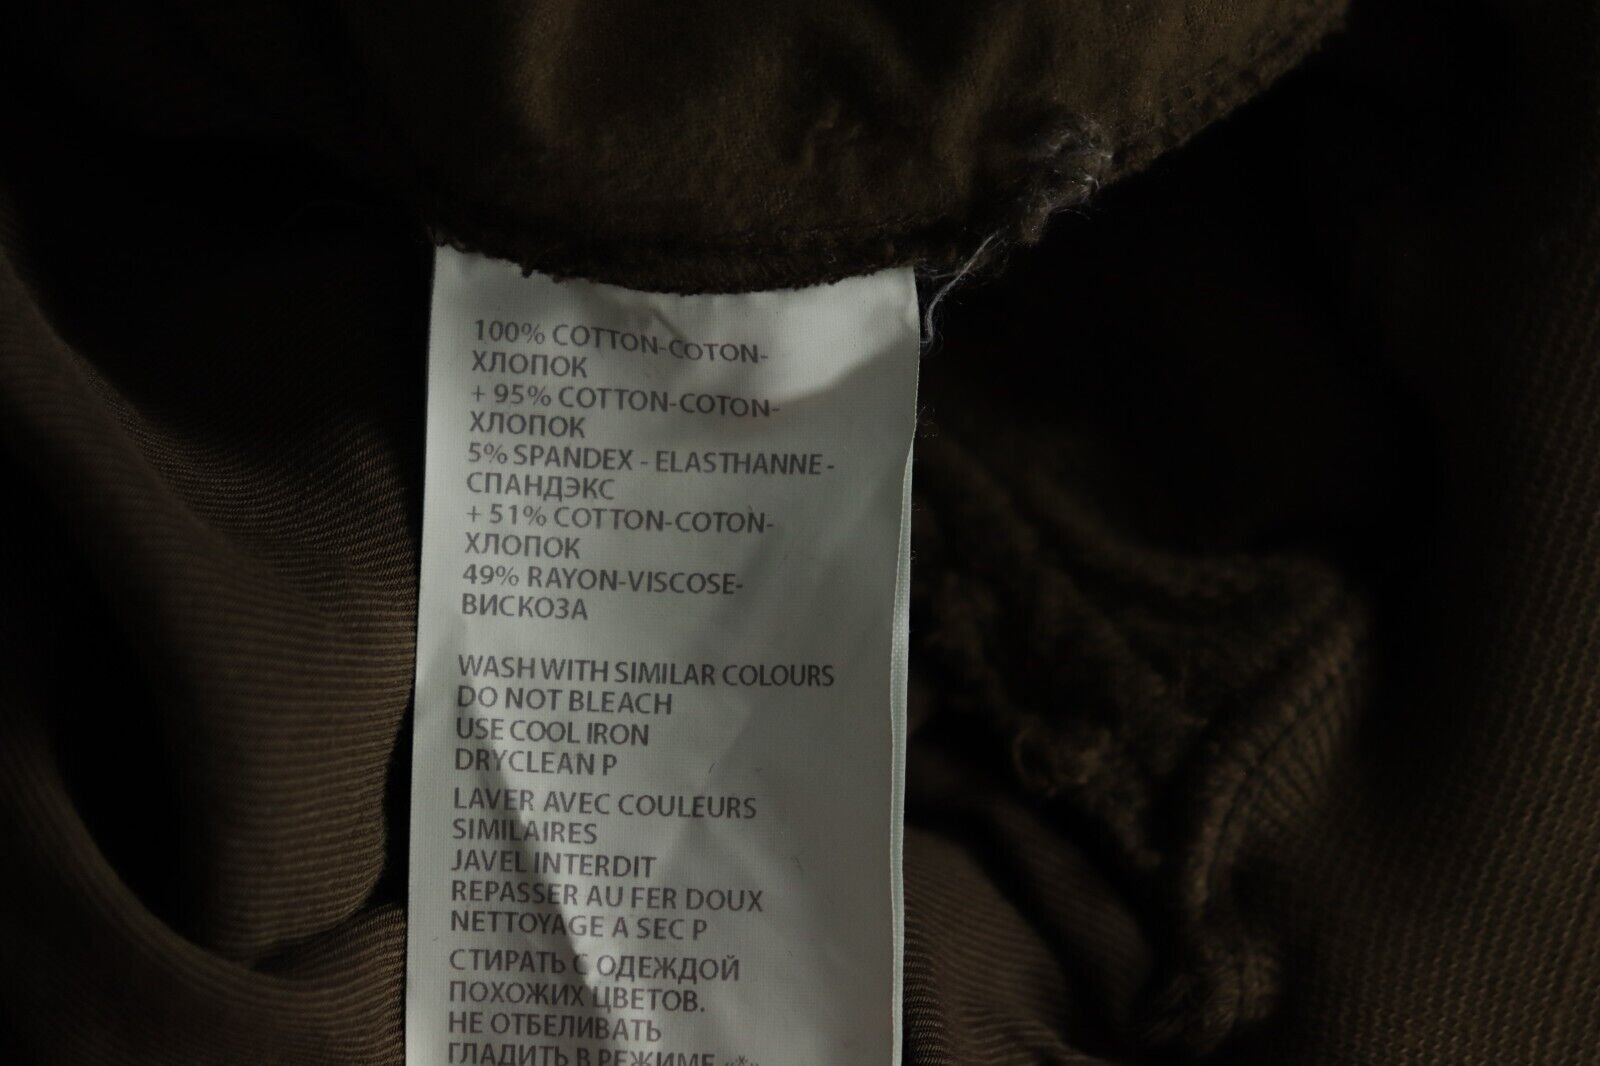 100% COTTON-COTON-
ХЛОПОК
+ 95% COTTON-COTON-
ХЛОПОК
5% SPANDEX - ELASTHANNE -
СПАНДЭКС
+ 51% COTTON-COTON-
ХЛОПОК
49% RAYON-VISCOSE-
ВИСКОЗА
WASH WITH SIMILAR COLOURS
DO NOT BLEACH
USE COOL IRON
DRYCLEAN P
LAVER AVEC COULEURS
SIMILAIRES
JAVEL INTERDIT
REPASSER AU FER DOUX
NETTOYAGE A SEC P
СТИРАТЬ С ОДЕЖДОЙ
ПОХОЖИХ ЦВЕТОВ.
НЕ ОТБЕЛИВАТЬ
ГЛАДИТЬ В РЕЖИМЕ «*»